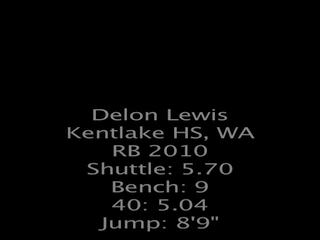 Delon Lewis
Kentlake HS, WA
RB 2010
Shuttle: 5.70
Bench: 9
40: 5.04
Jump: 8'9"